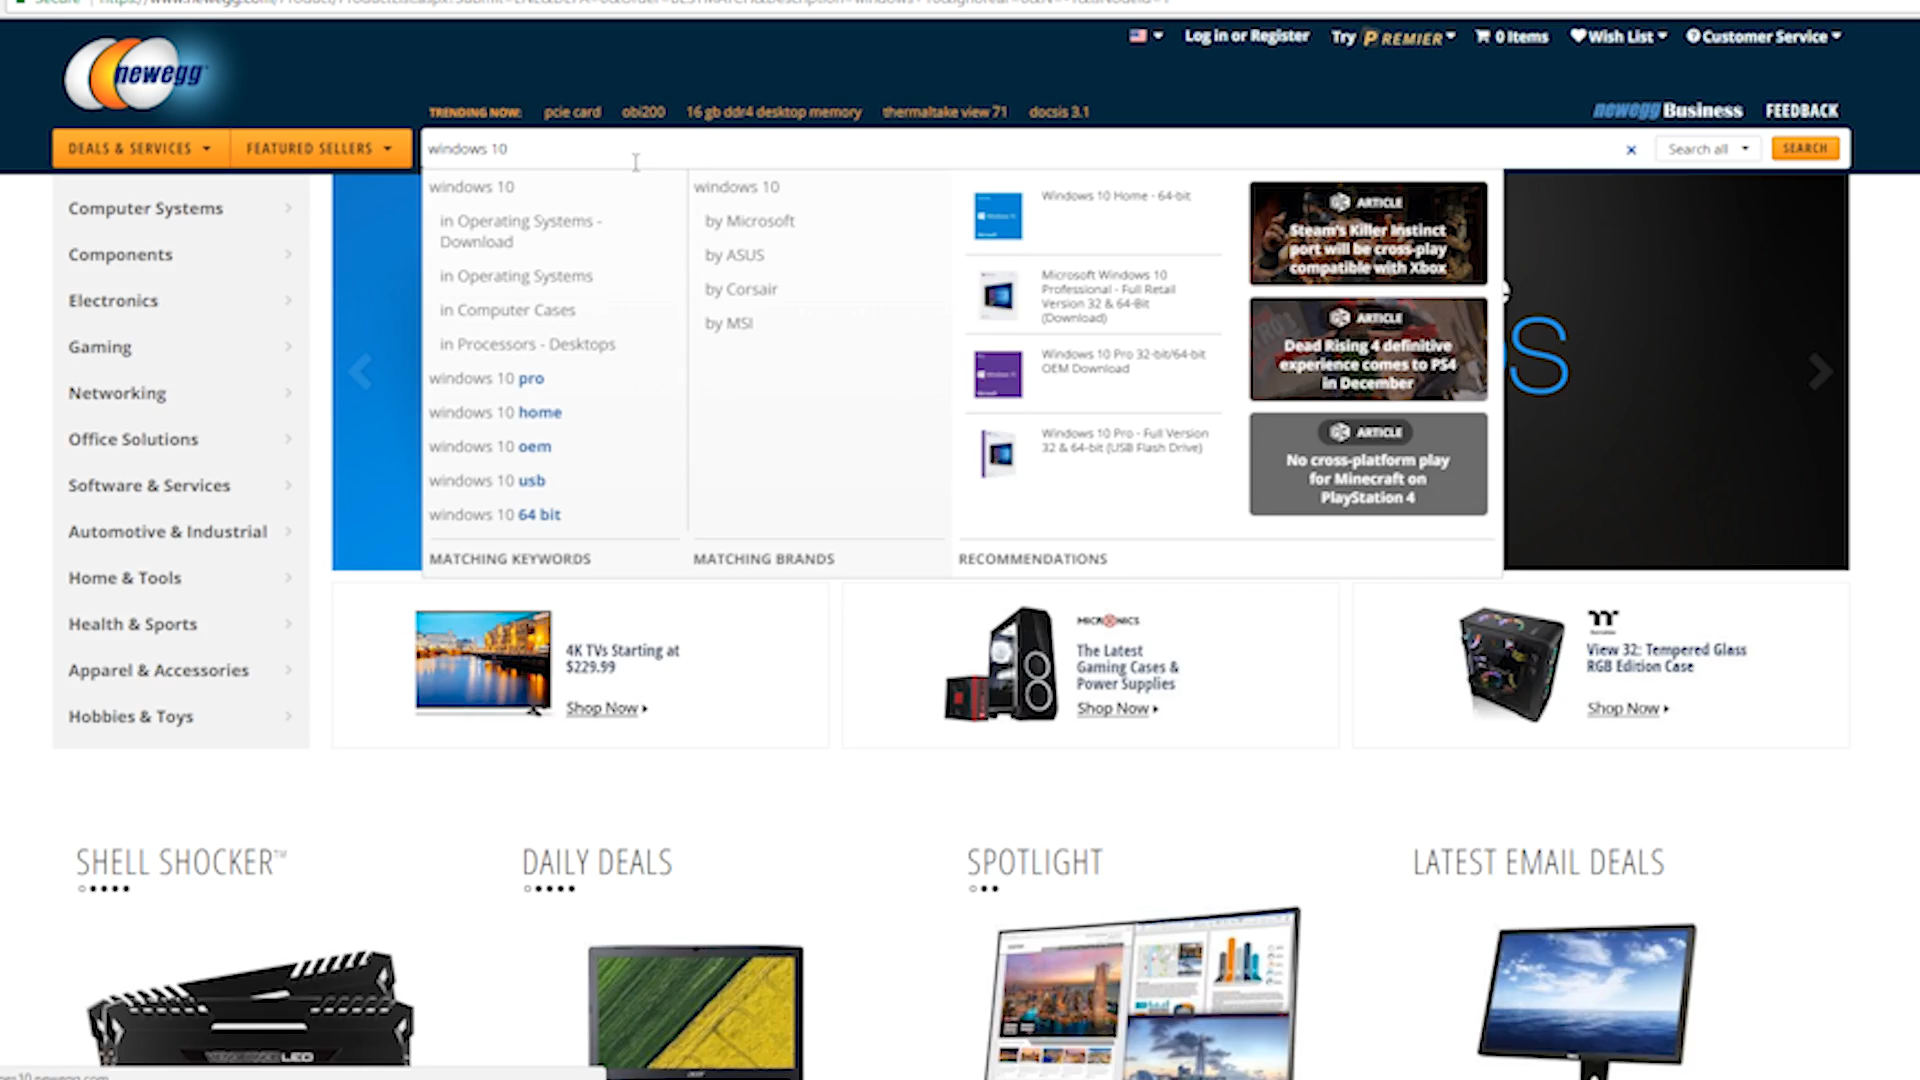 Secure
Log in or Register
Try PREMIER
0 Items
Wish List
Customer Service
newegg
TRENDING NOW:
pcie card
obi200
16 gb ddr4 desktop memory
thermaltake view 71
docsis 3.1
newegg Business
FEEDBACK
DEALS & SERVICES
FEATURED SELLERS
windows 10
Search all
SEARCH
Computer Systems
Components
Electronics
Gaming
Networking
Office Solutions
Software & Services
Automotive & Industrial
Home & Tools
Health & Sports
Apparel & Accessories
Hobbies & Toys
windows 10
in Operating Systems -
Download
in Operating Systems
in Computer Cases
in Processors - Desktops
windows 10 pro
windows 10 home
windows 10 oem
windows 10 usb
windows 10 64 bit
MATCHING KEYWORDS
windows 10
by Microsoft
by ASUS
by Corsair
by MSI
MATCHING BRANDS
Windows 10 Home - 64-bit
Microsoft Windows 10
Professional - Full Retail
Version 32 & 64-Bit
(Download)
Windows 10 Pro 32-bit/64-bit
OEM Download
Windows 10 Pro - Full Version
32 & 64-bit (USB Flash Drive)
RECOMMENDATIONS
ARTICLE
Steam's Killer Instinct
port will be cross-play
compatible with Xbox
ARTICLE
Dead Rising 4 definitive
experience comes to PS4
in December
ARTICLE
No cross-platform play
for Minecraft on
PlayStation 4
4K TVs Starting at
$229.99
Shop Now
The Latest
Gaming Cases &
Power Supplies
Shop Now
View 32: Tempered Glass
RGB Edition Case
Shop Now
SHELL SHOCKER™
DAILY DEALS
SPOTLIGHT
LATEST EMAIL DEALS
LED
acer